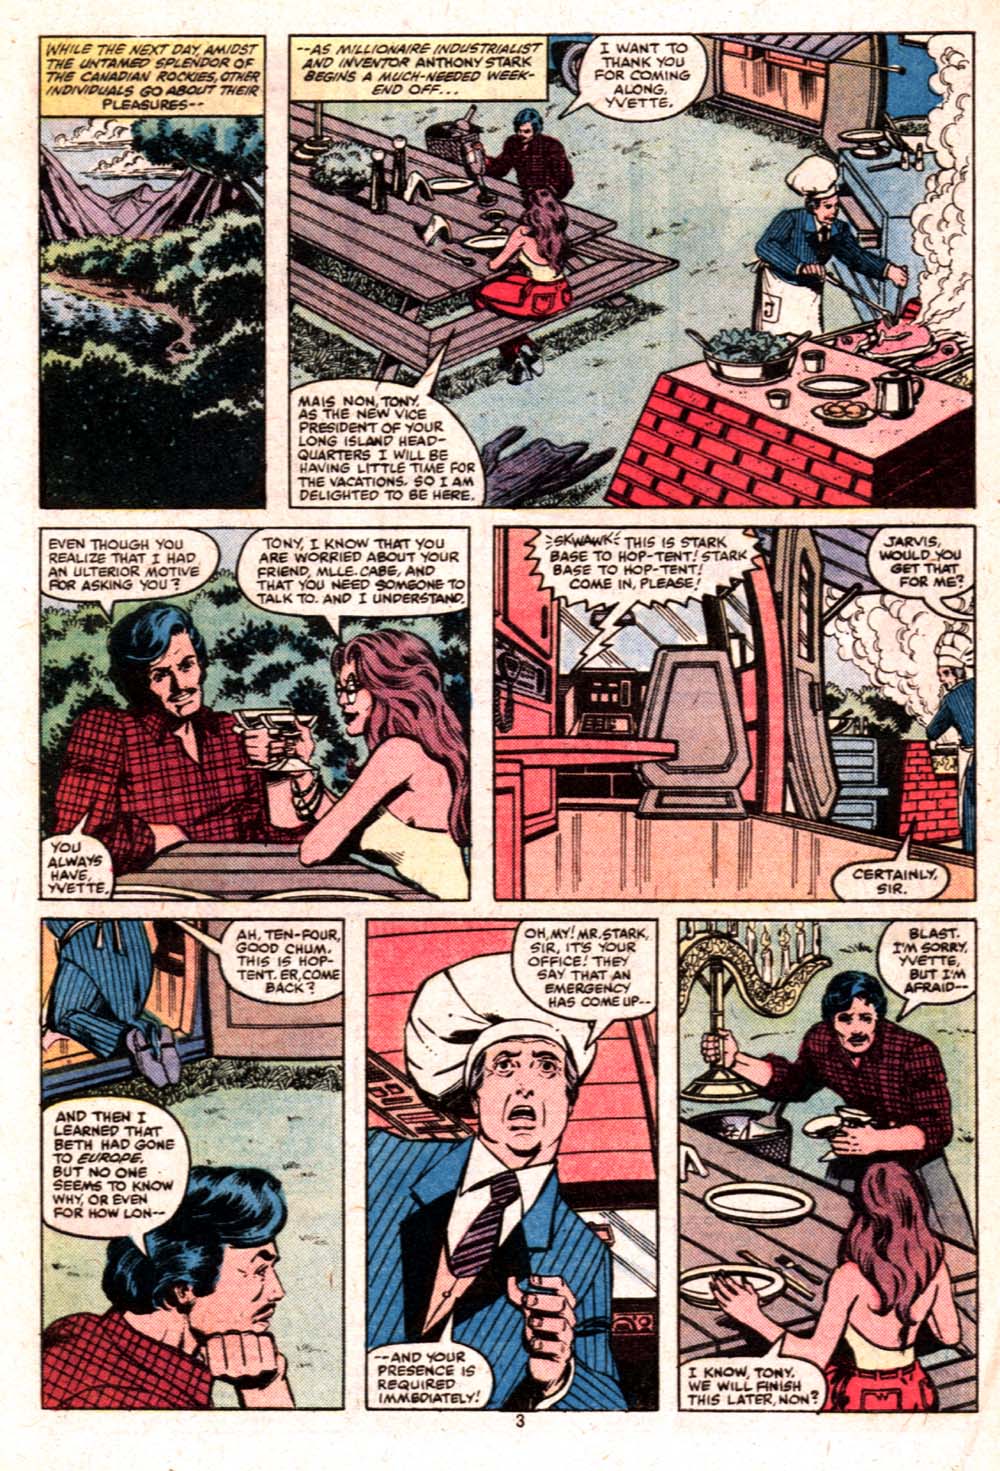 WHILE THE NEXT DAY, AMIDST
THE UNTAMED SPLENDOR OF
THE CANADIAN ROCKIES, OTHER
INDIVIDUALS GO ABOUT THEIR
PLEASURES--
--AS MILLIONAIRE INDUSTRIALIST
AND INVENTOR ANTHONY STARK
BEGINS A MUCH-NEEDED WEEK-
END OFF...
I WANT TO
THANK YOU
FOR COMING
ALONG,
YVETTE.
J
MAIS NON, TONY.
AS THE NEW VICE
PRESIDENT OF YOUR
LONG ISLAND HEAD-
QUARTERS I WILL BE
HAVING LITTLE TIME FOR
THE VACATIONS. SO I AM
DELIGHTED TO BE HERE.
EVEN THOUGH YOU
REALIZE THAT I HAD
AN ULTERIOR MOTIVE
FOR ASKING YOU?
TONY, I KNOW THAT YOU
ARE WORRIED ABOUT YOUR
FRIEND, MLLE. CABE, AND
THAT YOU NEED SOMEONE TO
TALK TO. AND I UNDERSTAND.
YOU
ALWAYS
HAVE,
YVETTE.
SKWAWK THIS IS STARK
BASE TO HOP-TENT! STARK
BASE TO HOP-TENT!
COME IN, PLEASE!
JARVIS,
WOULD YOU
GET THAT
FOR ME?
CERTAINLY,
SIR.
AH, TEN-FOUR,
GOOD CHUM.
THIS IS HOP-
TENT. ER, COME
BACK?
AND THEN I
LEARNED THAT
BETH HAD GONE
TO EUROPE.
BUT NO ONE
SEEMS TO KNOW
WHY, OR EVEN
FOR HOW LON--
OH, MY! MR. STARK,
SIR, IT'S YOUR
OFFICE! THEY
SAY THAT AN
EMERGENCY
HAS COME UP--
--AND YOUR
PRESENCE IS
REQUIRED
IMMEDIATELY!
BLAST.
I'M SORRY,
YVETTE,
BUT I'M
AFRAID--
I KNOW, TONY.
WE WILL FINISH
THIS LATER, NON?
3